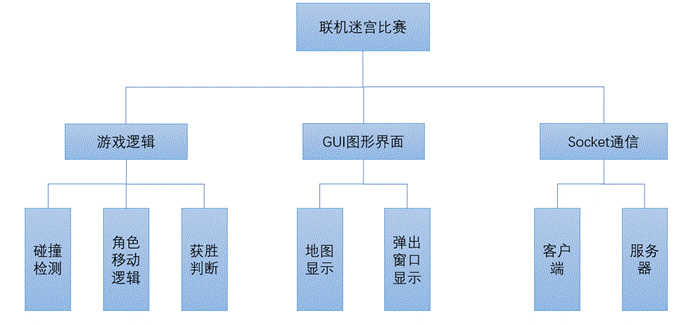 联机迷宫比赛
游戏逻辑
GUI图形界面
Socket通信
碰撞
检测
角色
移动
逻辑
获胜
判断
地图
显示
弹出
窗口
显示
客户
端
服务
器